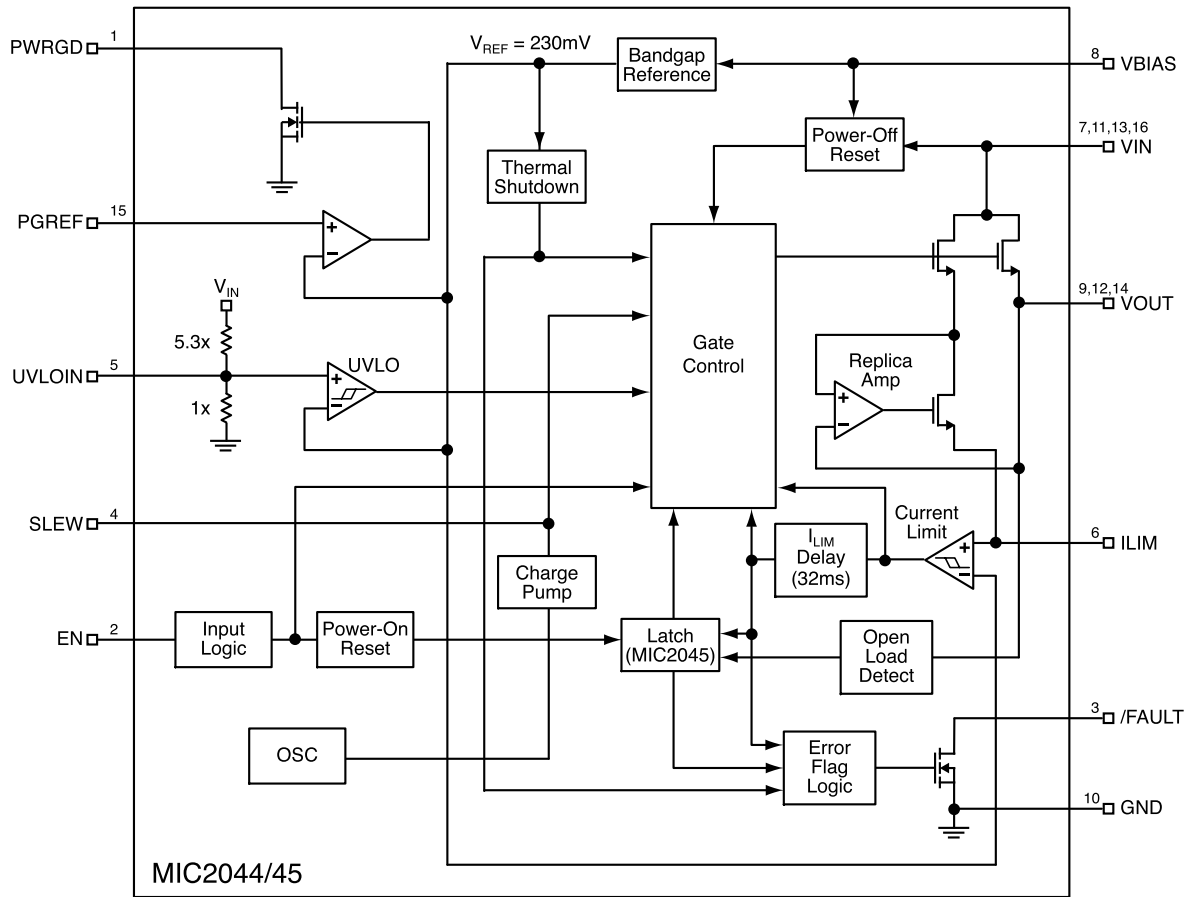 1
PWRGD
VREF = 230mV
Bandgap
Reference
8
VBIAS
7,11,13,16
VIN
Power-Off
Reset
Thermal
Shutdown
15
PGREF
+
−
9,12,14
VOUT
VIN
5.3x
5
UVLOIN
1x
UVLO
+
−
Gate
Control
Replica
Amp
+
−
4
SLEW
Current
Limit
+
−
6
ILIM
ILIM
Delay
(32ms)
Charge
Pump
2
EN
Input
Logic
Power-On
Reset
Latch
(MIC2045)
Open
Load
Detect
3
/FAULT
OSC
Error
Flag
Logic
10
GND
MIC2044/45